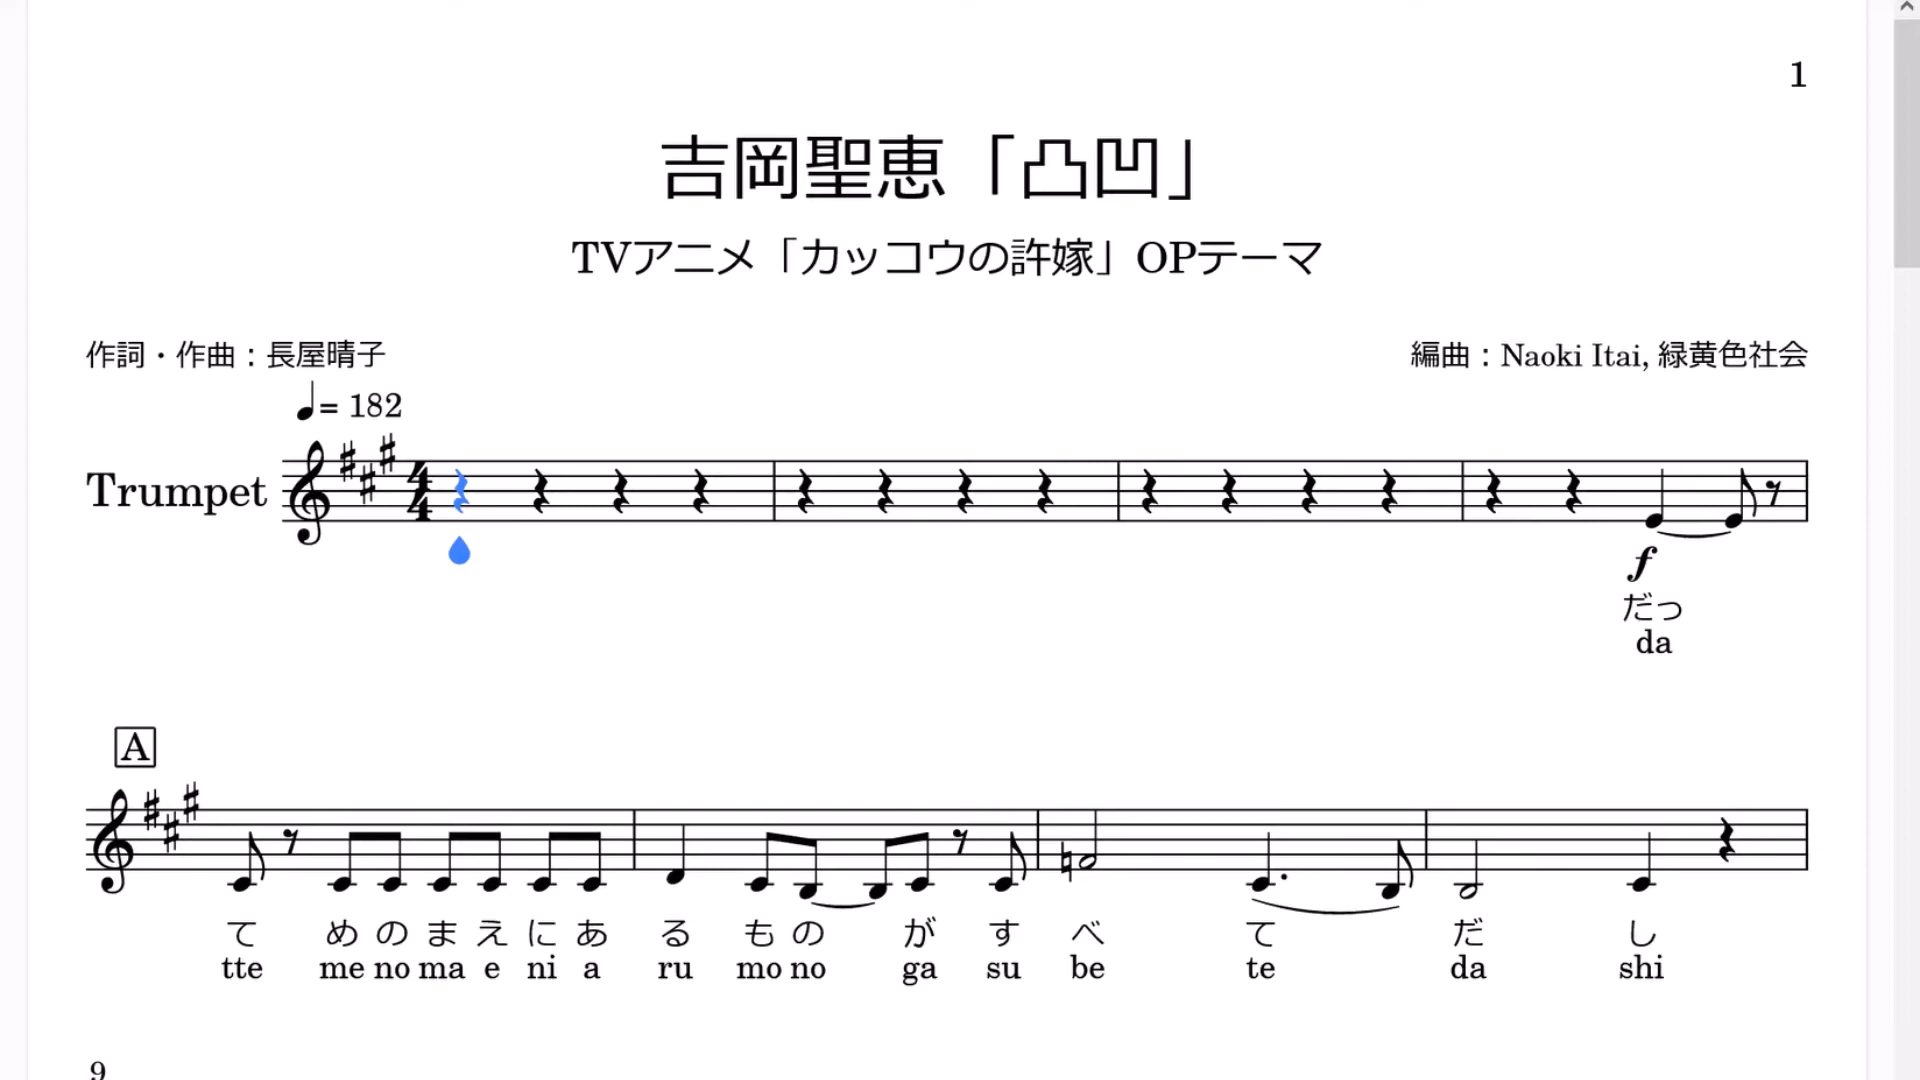 1
吉岡聖恵「凸凹」
TVアニメ「カッコウの許嫁」OPテーマ
作詞・作曲：長屋晴子
編曲：Naoki Itai, 緑黄色社会
= 182
Trumpet
4
4
f
だっ
da
A
て め の ま え に あ る も の が す べ て だ し
tte me no ma e ni a ru mo no ga su be te da shi
9